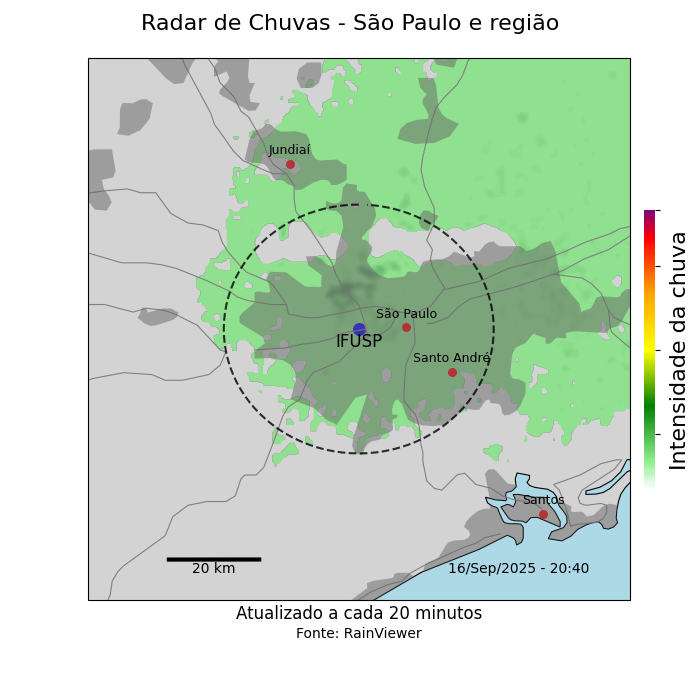 Radar de Chuvas - São Paulo e região
Jundiaí
São Paulo
IFUSP
Santo André
Santos
20 km
16/Sep/2025 - 20:40
Intensidade da chuva
Atualizado a cada 20 minutos
Fonte: RainViewer